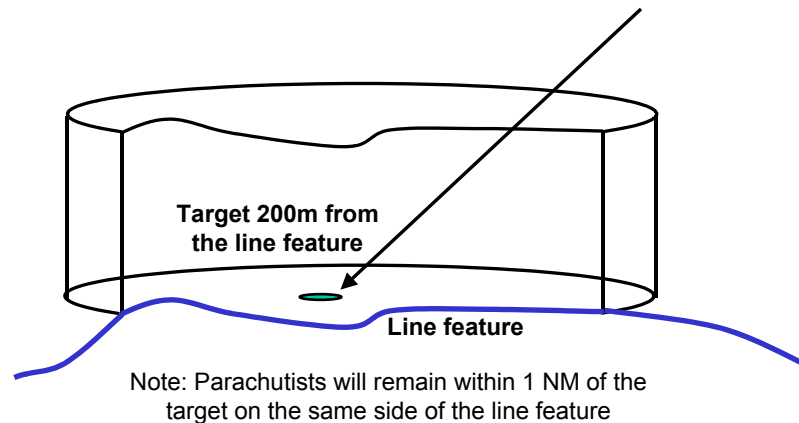 Target 200m from
the line feature
Line feature
Note: Parachutists will remain within 1 NM of the
target on the same side of the line feature